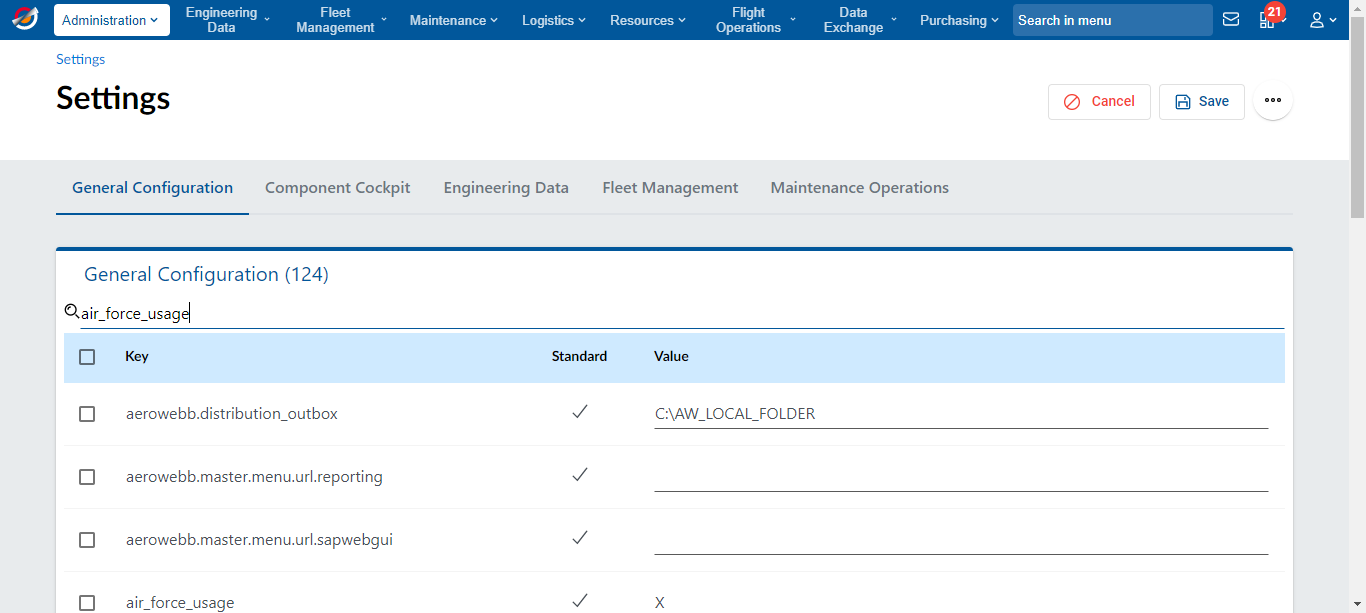 Administration
Engineering
Data
Fleet
Management
Maintenance
Logistics
Resources
Flight
Operations
Data
Exchange
Purchasing
Search in menu
21
Settings
Settings
Cancel
Save
General Configuration
Component Cockpit
Engineering Data
Fleet Management
Maintenance Operations
General Configuration (124)
air_force_usage
Key Standard Value
aerowebb.distribution_outbox C:\AW_LOCAL_FOLDER
aerowebb.master.menu.url.reporting
aerowebb.master.menu.url.sapwebgui
air_force_usage X